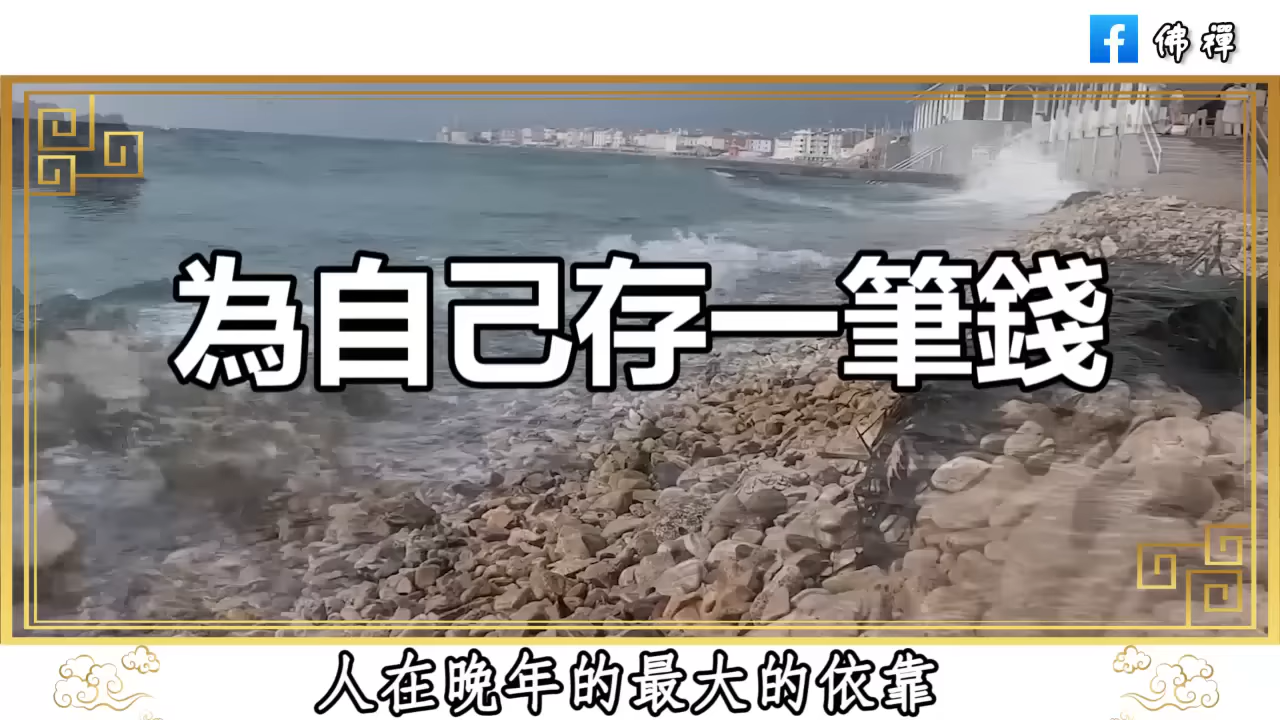 佛禪
為自己存一筆錢
人在晚年的最大的依靠